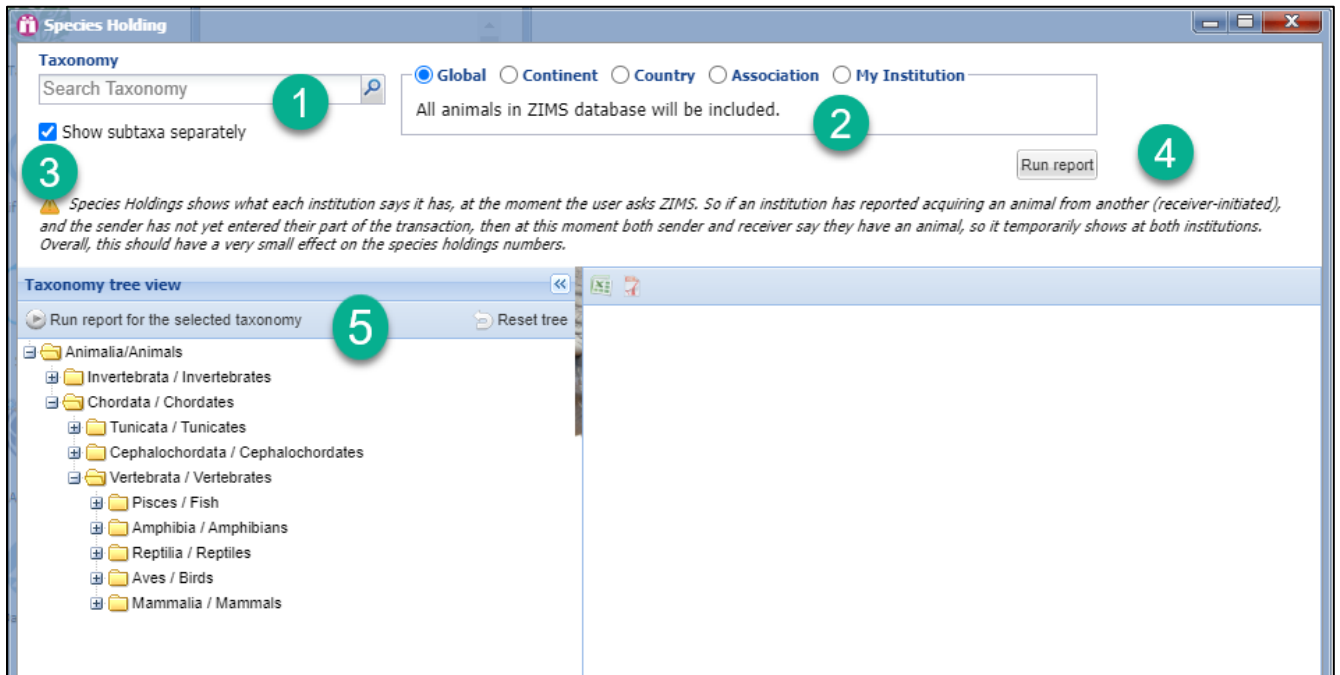 Species Holding
Taxonomy
Search Taxonomy
1
Show subtaxa separately
3
Global Continent Country Association My Institution
All animals in ZIMS database will be included.
2
Run report
4
Species Holdings shows what each institution says it has, at the moment the user asks ZIMS. So if an institution has reported acquiring an animal from another (receiver-initiated),
and the sender has not yet entered their part of the transaction, then at this moment both sender and receiver say they have an animal, so it temporarily shows at both institutions.
Overall, this should have a very small effect on the species holdings numbers.
Taxonomy tree view
Run report for the selected taxonomy
5
Reset tree
Animalia/Animals
Invertebrata / Invertebrates
Chordata / Chordates
Tunicata / Tunicates
Cephalochordata / Cephalochordates
Vertebrata / Vertebrates
Pisces / Fish
Amphibia / Amphibians
Reptilia / Reptiles
Aves / Birds
Mammalia / Mammals